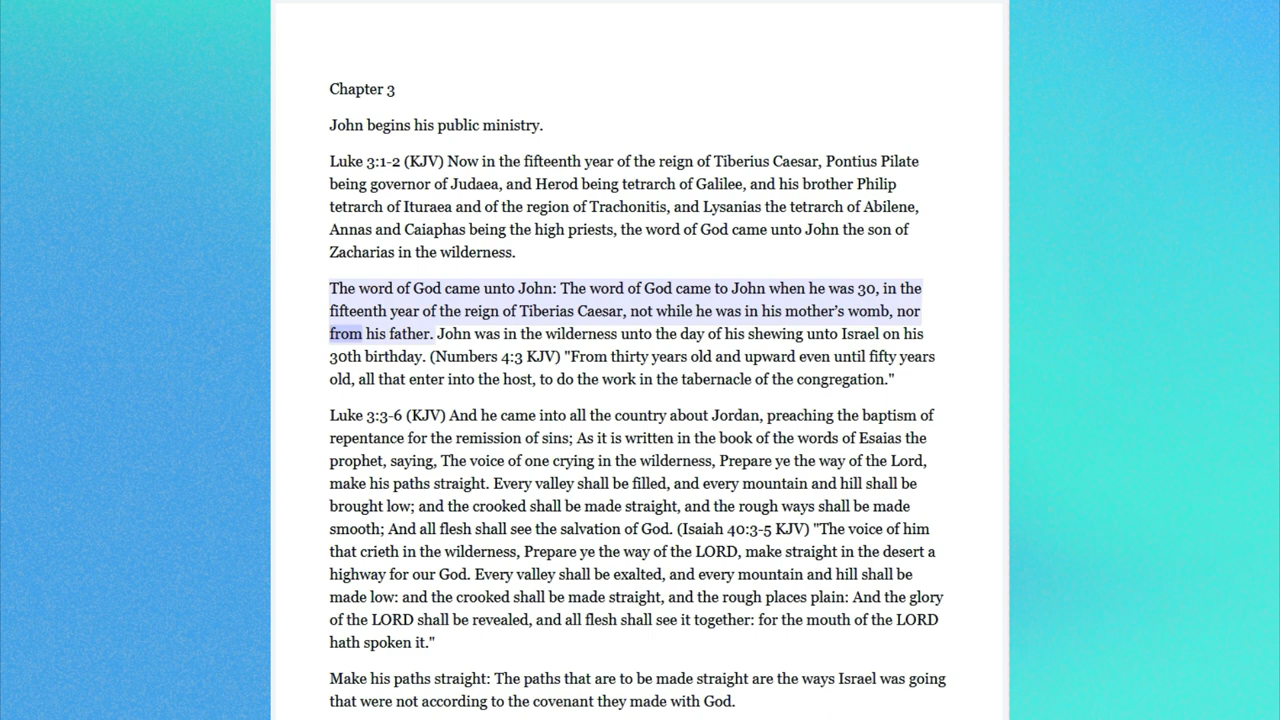 Chapter 3
John begins his public ministry.
Luke 3:1-2 (KJV) Now in the fifteenth year of the reign of Tiberius Caesar, Pontius Pilate
being governor of Judaea, and Herod being tetrarch of Galilee, and his brother Philip
tetrarch of Ituraea and of the region of Trachonitis, and Lysanias the tetrarch of Abilene,
Annas and Caiaphas being the high priests, the word of God came unto John the son of
Zacharias in the wilderness.
The word of God came unto John: The word of God came to John when he was 30, in the
fifteenth year of the reign of Tiberias Caesar, not while he was in his mother’s womb, nor
from his father. John was in the wilderness unto the day of his shewing unto Israel on his
30th birthday. (Numbers 4:3 KJV) "From thirty years old and upward even until fifty years
old, all that enter into the host, to do the work in the tabernacle of the congregation."
Luke 3:3-6 (KJV) And he came into all the country about Jordan, preaching the baptism of
repentance for the remission of sins; As it is written in the book of the words of Esaias the
prophet, saying, The voice of one crying in the wilderness, Prepare ye the way of the Lord,
make his paths straight. Every valley shall be filled, and every mountain and hill shall be
brought low; and the crooked shall be made straight, and the rough ways shall be made
smooth; And all flesh shall see the salvation of God. (Isaiah 40:3-5 KJV) "The voice of him
that crieth in the wilderness, Prepare ye the way of the LORD, make straight in the desert a
highway for our God. Every valley shall be exalted, and every mountain and hill shall be
made low: and the crooked shall be made straight, and the rough places plain: And the glory
of the LORD shall be revealed, and all flesh shall see it together: for the mouth of the LORD
hath spoken it."
Make his paths straight: The paths that are to be made straight are the ways Israel was going
that were not according to the covenant they made with God.